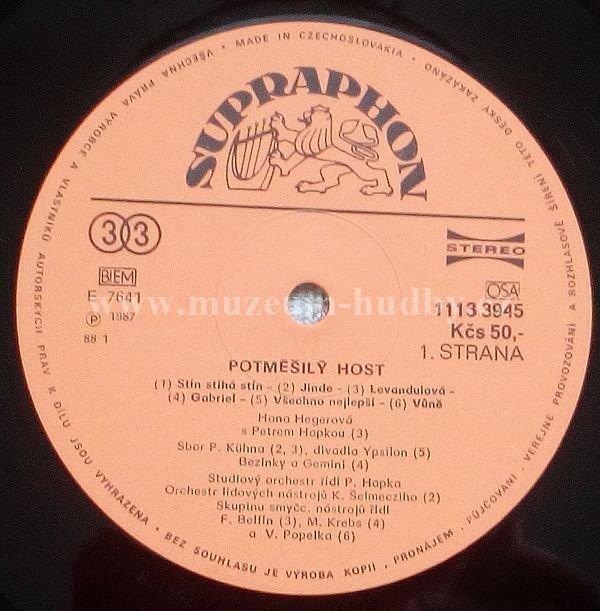 VŠECHNA PRÁVA VÝROBCE A VLASTNÍKŮ AUTORSKÝCH PRÁV K DÍLU JSOU VYHRAZENA • BEZ SOUHLASU JE VÝROBA KOPIÍ • PRONÁJEM • PŮJČOVÁNÍ • VEŘEJNÉ PROVOZOVÁNÍ A ROZHLASOVÉ ŠÍŘENÍ TÉTO DESKY ZAKÁZÁNO • MADE IN CZECHOSLOVAKIA •
SUPRAPHON
33
STEREO
BIEM
OSA
E 7641
1113 3945
℗ 1987
Kčs 50,-
88 1
1. STRANA
www.muzeum-hudby.cz
POTMĚŠILÝ HOST
(1) Stín stíhá stín - (2) Jinde - (3) Levandulová -
(4) Gabriel - (5) Všechno nejlepší - (6) Vůně
Hana Hegerová
s Petrem Hapkou (3)
Sbor P. Kühna (2, 3), divadla Ypsilon (5)
Bezinky a Gemini (4)
Studiový orchestr řídí P. Hapka
Orchestr lidových nástrojů K. Šelmecziho (2)
Skupinu smyčc. nástrojů řídí
F. Belfín (3), M. Krebs (4)
a V. Popelka (6)